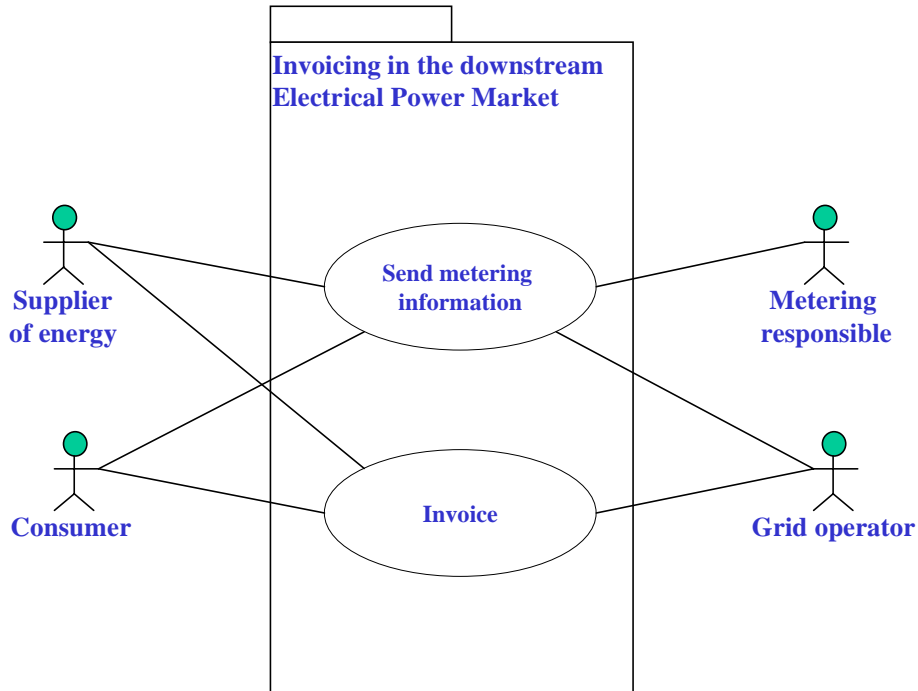 Invoicing in the downstream
Electrical Power Market
Send metering
information
Supplier
of energy
Metering
responsible
Invoice
Consumer
Grid operator